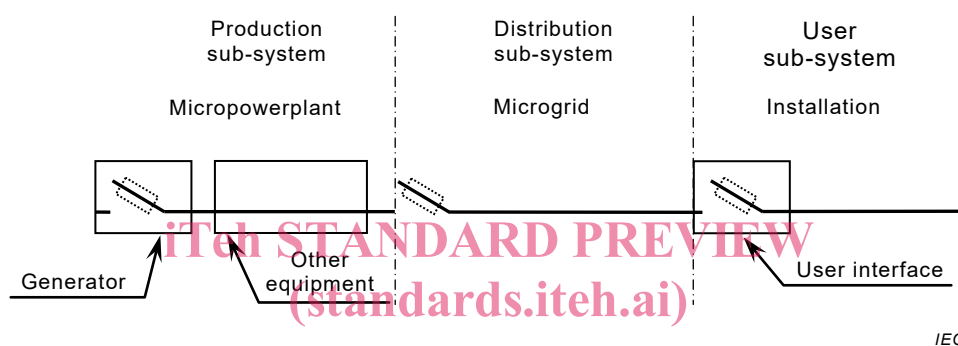 Production
sub-system
Distribution
sub-system
User
sub-system
Micropowerplant
Microgrid
Installation
iTeh STANDARD PREVIEW
(standards.iteh.ai)
Generator
Other
equipment
User interface
IEC